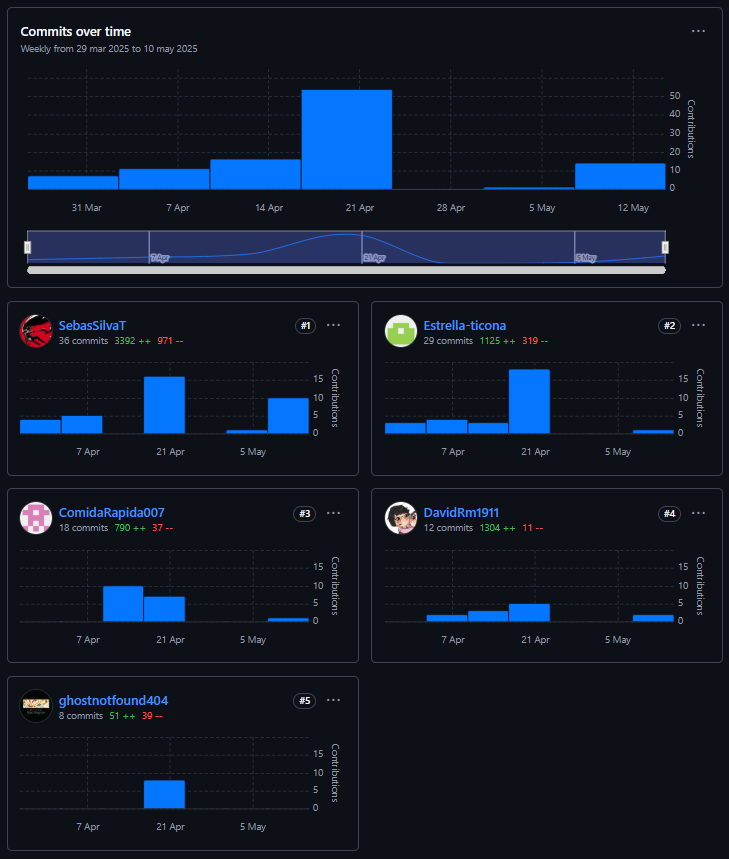 Commits over time
Weekly from 29 mar 2025 to 10 may 2025
50
40
30
20
10
0
Contributions
31 Mar
7 Apr
14 Apr
21 Apr
28 Apr
5 May
12 May
7 Apr
21 Apr
5 May
SebasSilvaT
#1
36 commits 3392 ++ 971 --
15
10
5
0
Contributions
7 Apr
21 Apr
5 May
Estrella-ticona
#2
29 commits 1125 ++ 319 --
15
10
5
0
Contributions
7 Apr
21 Apr
5 May
ComidaRapida007
#3
18 commits 790 ++ 37 --
15
10
5
0
Contributions
7 Apr
21 Apr
5 May
DavidRm1911
#4
12 commits 1304 ++ 11 --
15
10
5
0
Contributions
7 Apr
21 Apr
5 May
ghostnotfound404
#5
8 commits 51 ++ 39 --
15
10
5
0
Contributions
7 Apr
21 Apr
5 May